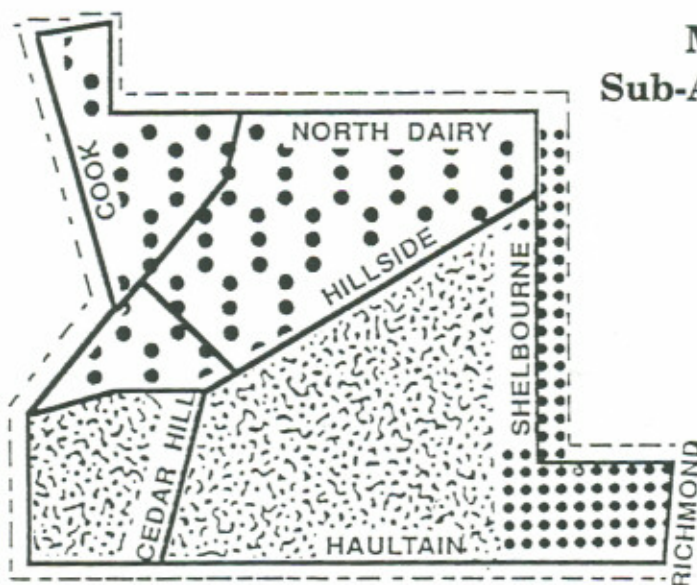 Sub-A
NORTH DAIRY
COOK
HILLSIDE
SHELBOURNE
CEDAR HILL
HAULTAIN
RICHMOND